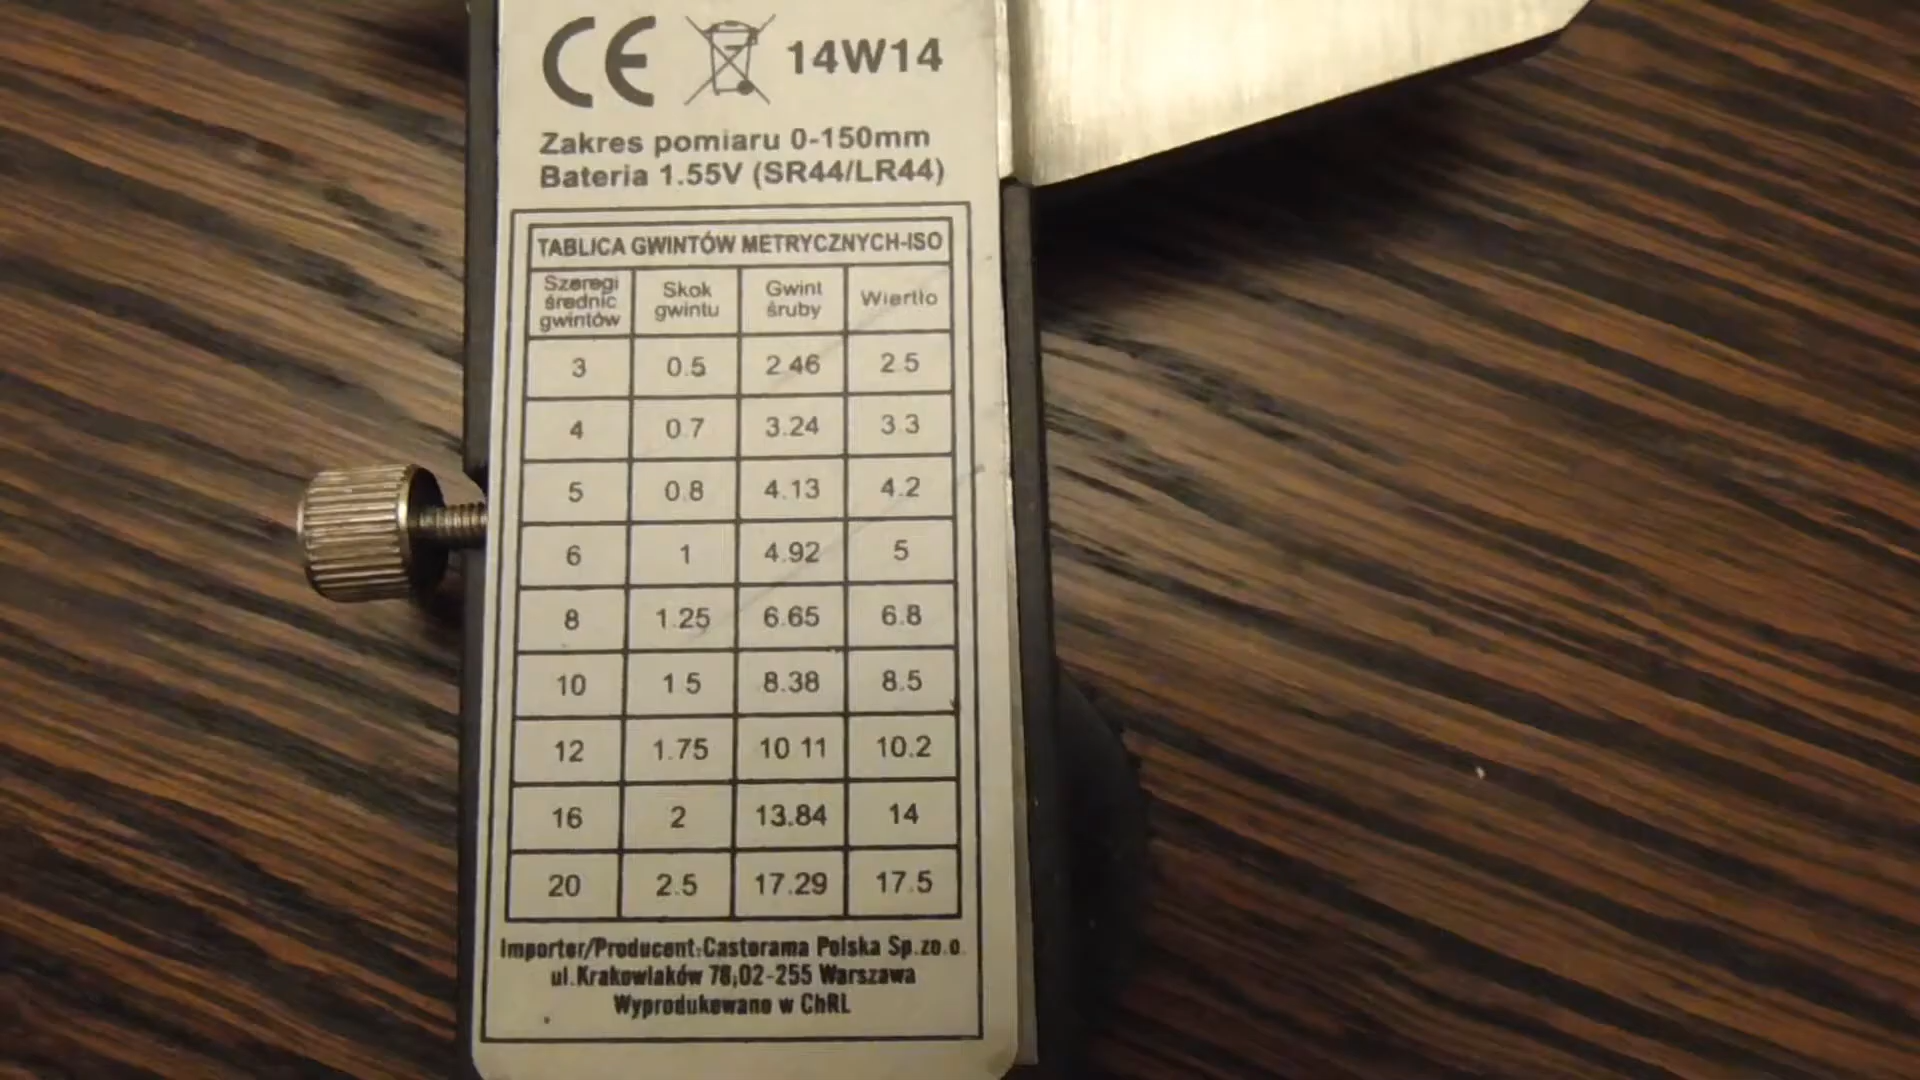 CE 14W14
Zakres pomiaru 0-150mm
Bateria 1.55V (SR44/LR44)
TABLICA GWINTÓW METRYCZNYCH-ISO
Szeregi średnic gwintów Skok gwintu Gwint śruby Wiertło
3 0.5 2.46 2.5
4 0.7 3.24 3.3
5 0.8 4.13 4.2
6 1 4.92 5
8 1.25 6.65 6.8
10 1.5 8.38 8.5
12 1.75 10.11 10.2
16 2 13.84 14
20 2.5 17.29 17.5
Importer/Producent:Castorama Polska Sp.zo.o.
ul.Krakowiaków 78,02-255 Warszawa
Wyprodukowano w ChRL